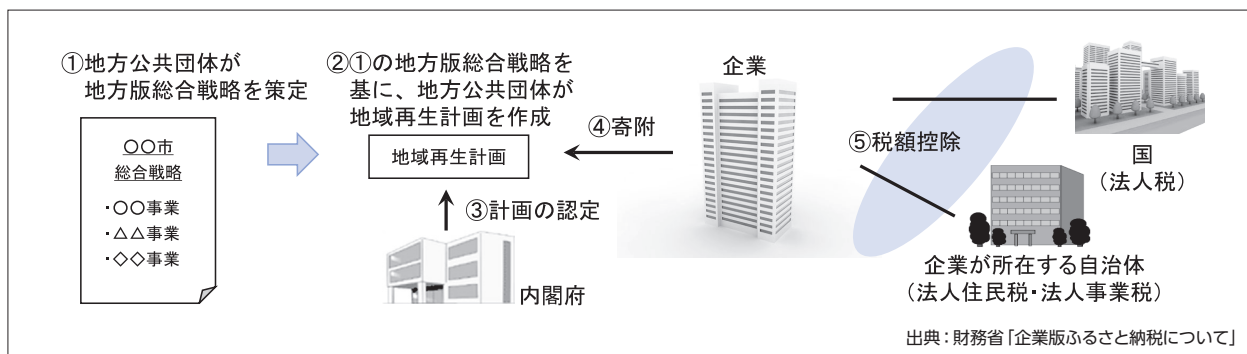 ①地方公共団体が
地方版総合戦略を策定
〇〇市
総合戦略
・〇〇事業
・△△事業
・◇◇事業
②①の地方版総合戦略を
基に、地方公共団体が
地域再生計画を作成
地域再生計画
③計画の認定
内閣府
④寄附
企業
⑤税額控除
国
（法人税）
企業が所在する自治体
（法人住民税・法人事業税）
出典：財務省「企業版ふるさと納税について」